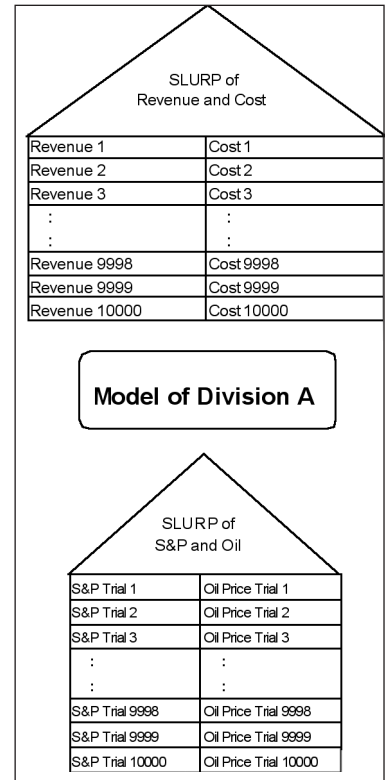 SLURP of
Revenue and Cost
Revenue 1 Cost 1
Revenue 2 Cost 2
Revenue 3 Cost 3
: :
: :
Revenue 9998 Cost 9998
Revenue 9999 Cost 9999
Revenue 10000 Cost 10000
Model of Division A
SLURP of
S&P and Oil
S&P Trial 1 Oil Price Trial 1
S&P Trial 2 Oil Price Trial 2
S&P Trial 3 Oil Price Trial 3
: :
: :
S&P Trial 9998 Oil Price Trial 9998
S&P Trial 9999 Oil Price Trial 9999
S&P Trial 10000 Oil Price Trial 10000